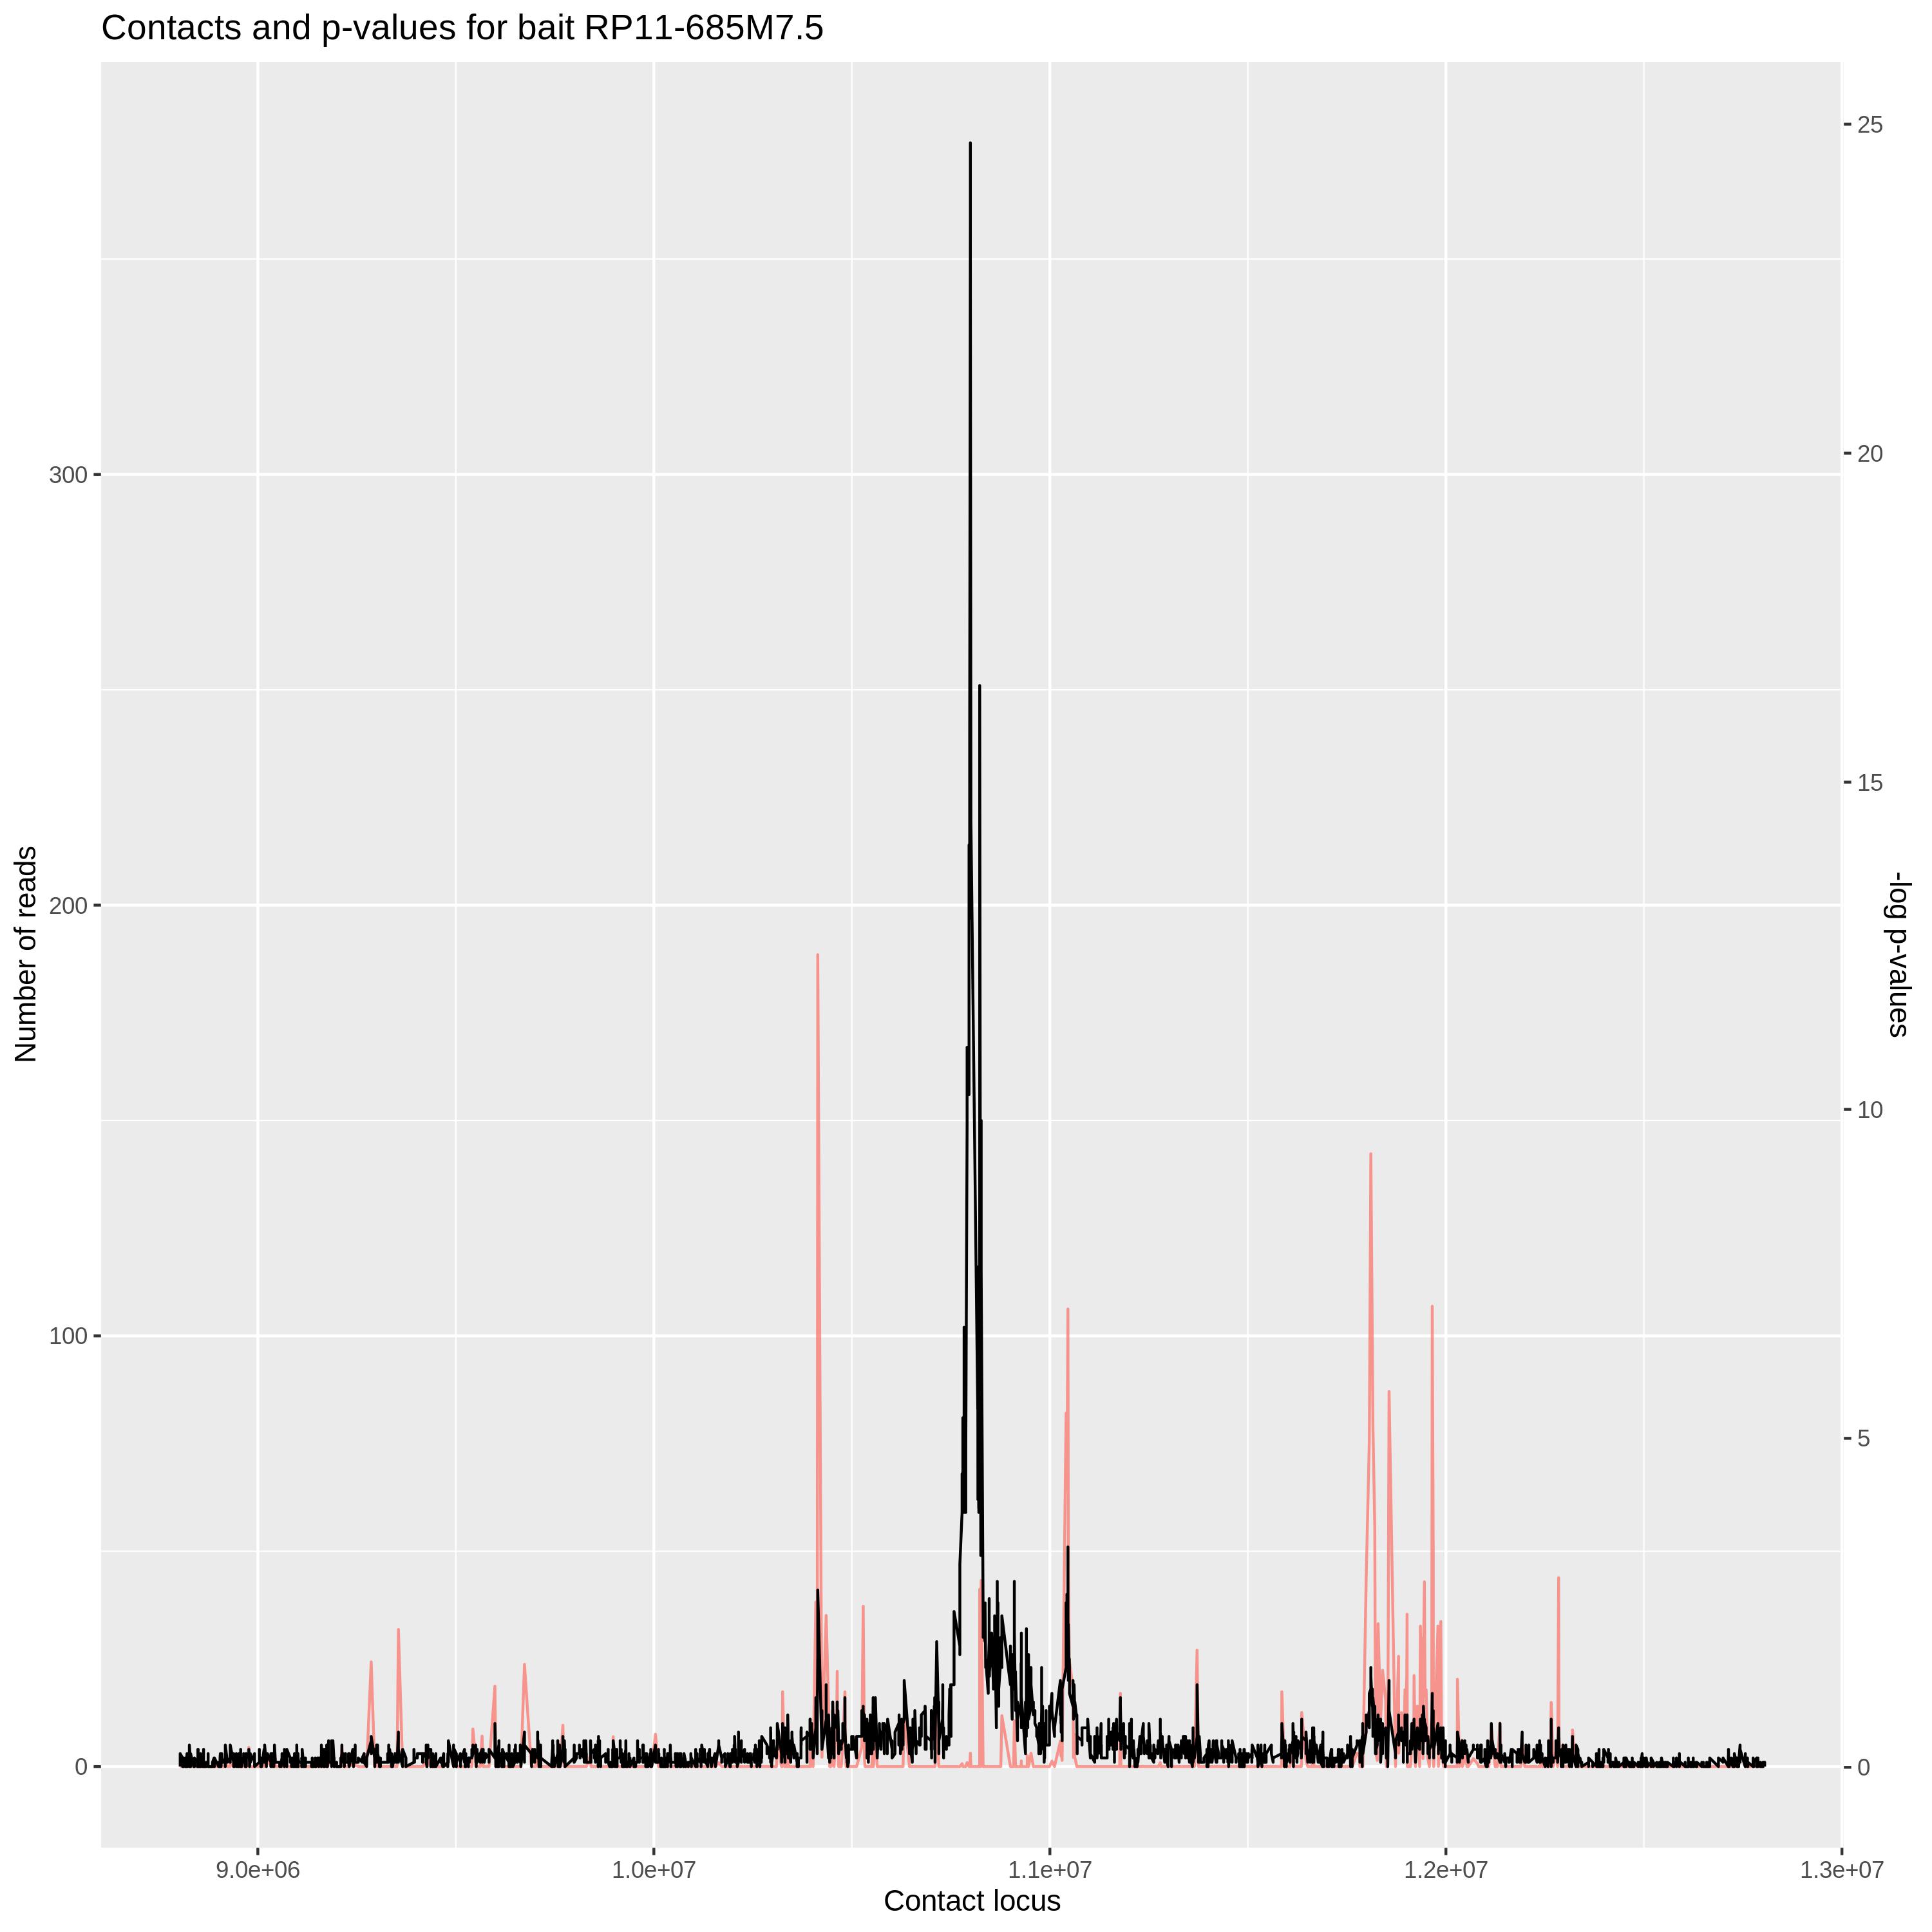 Contacts and p-values for bait RP11-685M7.5
Number of reads
300
200
100
0
25
20
15
10
5
0
-log p-values
9.0e+06 1.0e+07 1.1e+07 1.2e+07 1.3e+07
Contact locus